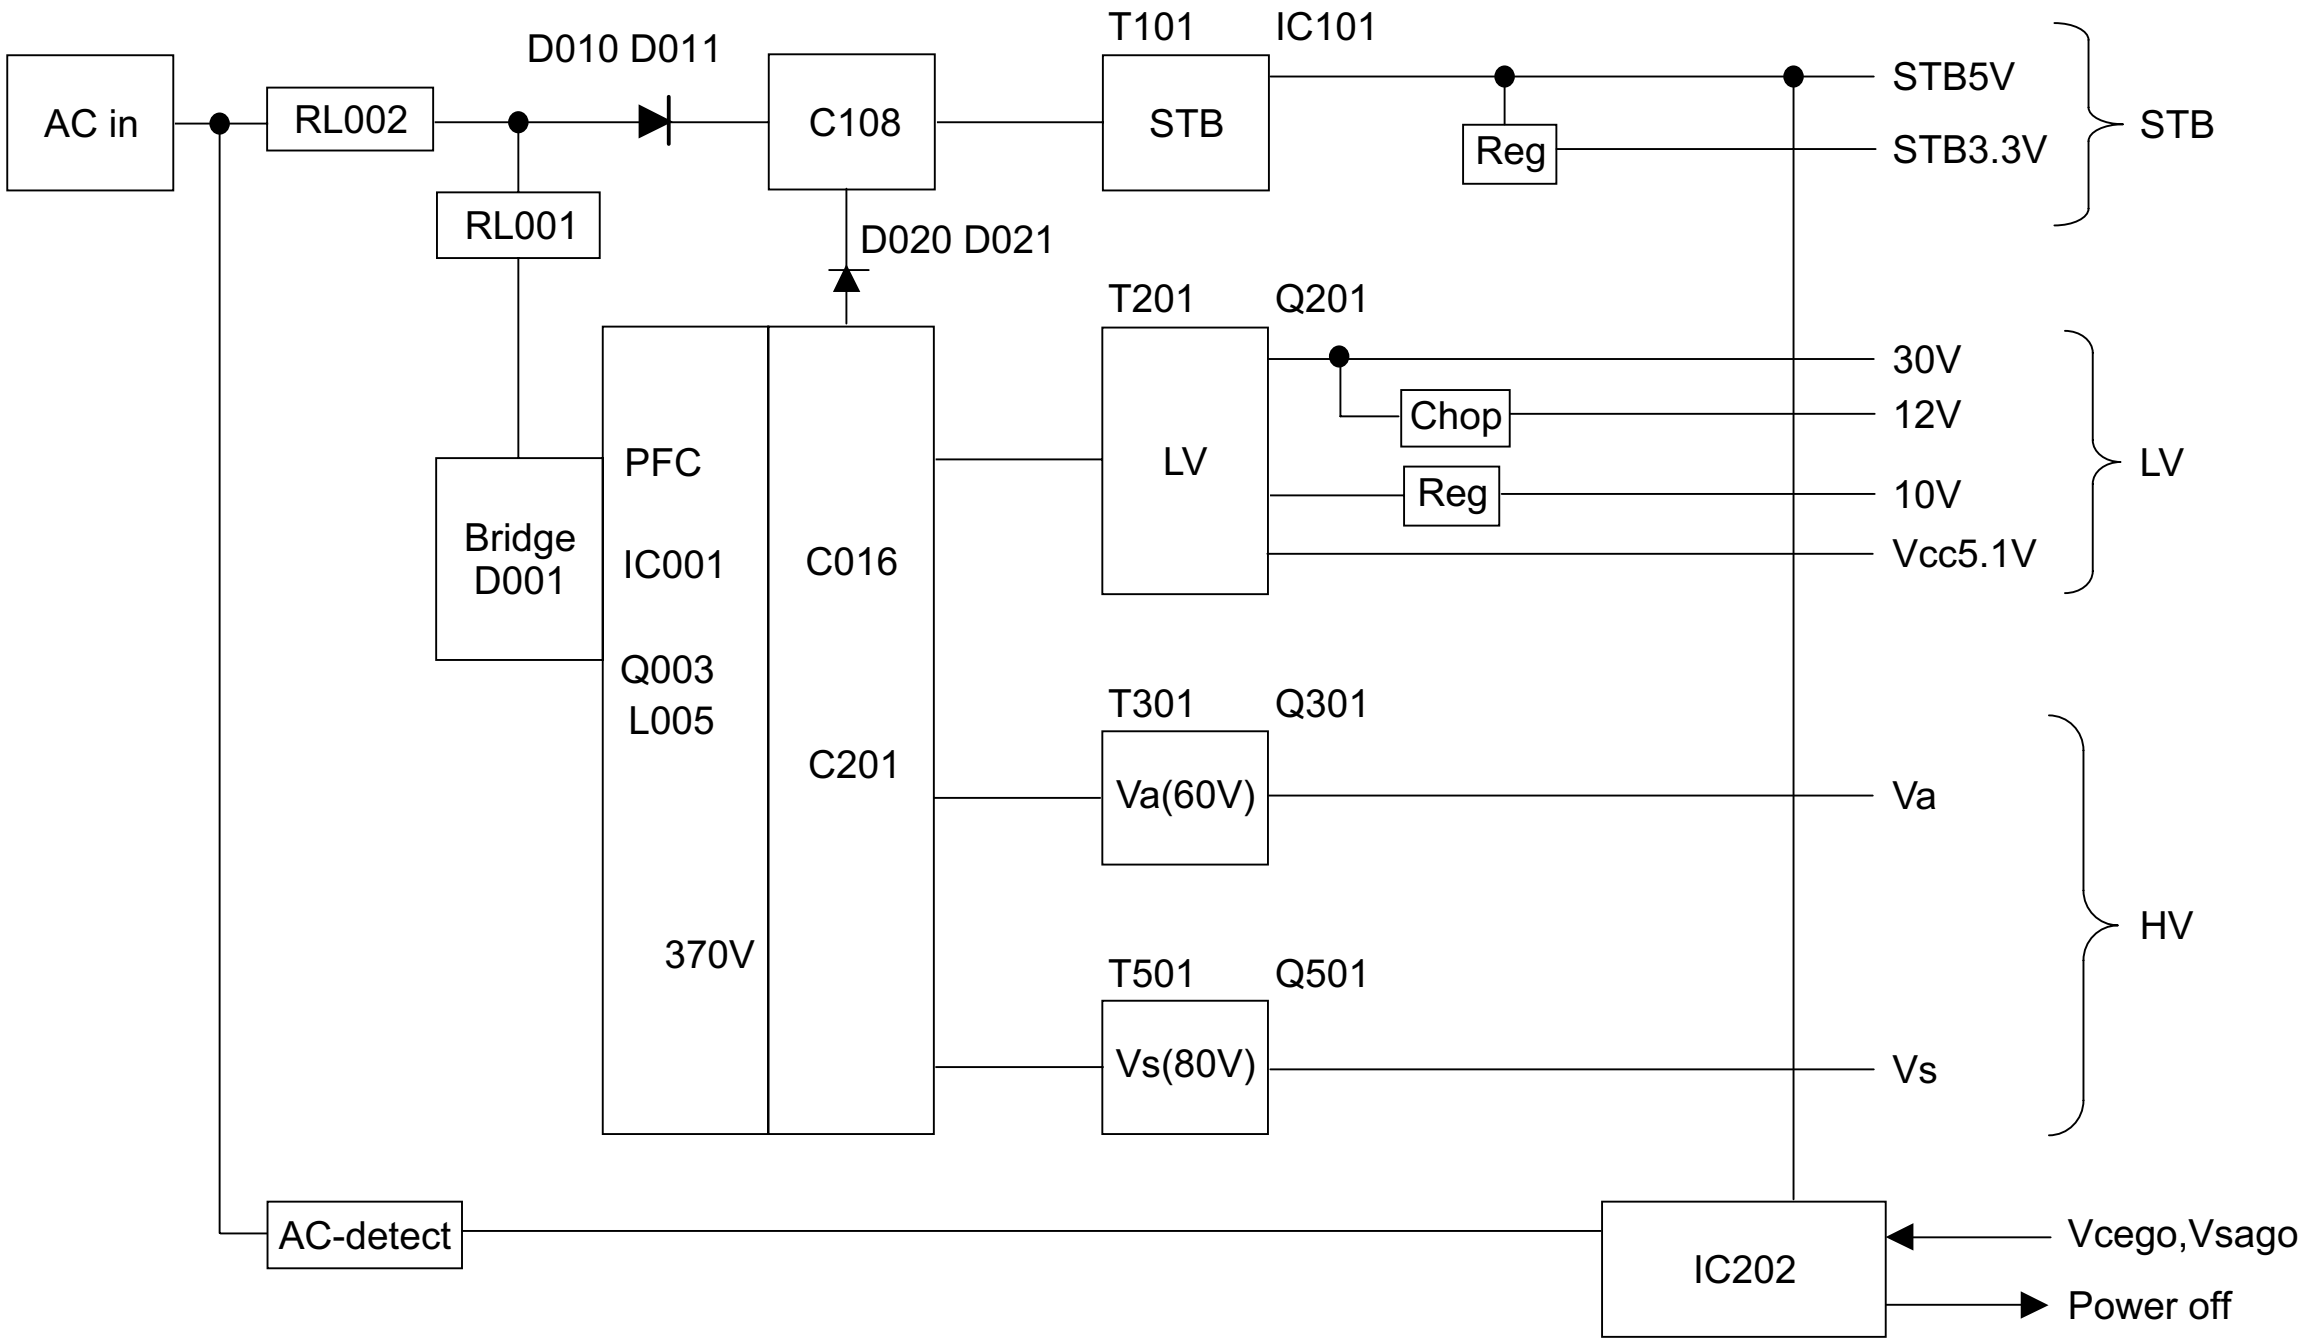 T101
IC101
D010 D011
AC in
RL002
C108
STB
STB5V
Reg
STB3.3V
STB
RL001
D020 D021
T201
Q201
30V
Chop
12V
PFC
LV
LV
Reg
10V
Bridge
D001
IC001
C016
Vcc5.1V
Q003
L005
T301
Q301
C201
Va(60V)
Va
HV
370V
T501
Q501
Vs(80V)
Vs
AC-detect
IC202
Vcego,Vsago
Power off